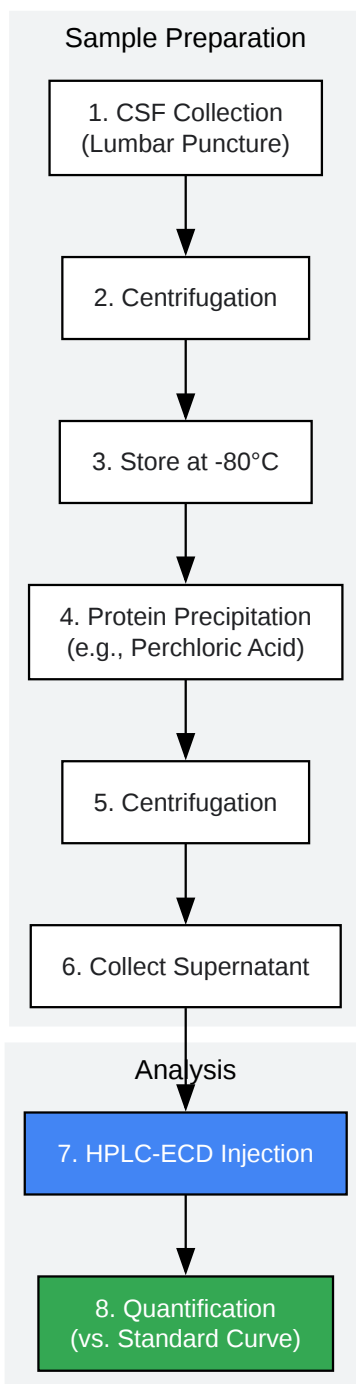 Sample Preparation
1. CSF Collection
(Lumbar Puncture)
2. Centrifugation
3. Store at -80°C
4. Protein Precipitation
(e.g., Perchloric Acid)
5. Centrifugation
6. Collect Supernatant
Analysis
7. HPLC-ECD Injection
8. Quantification
(vs. Standard Curve)